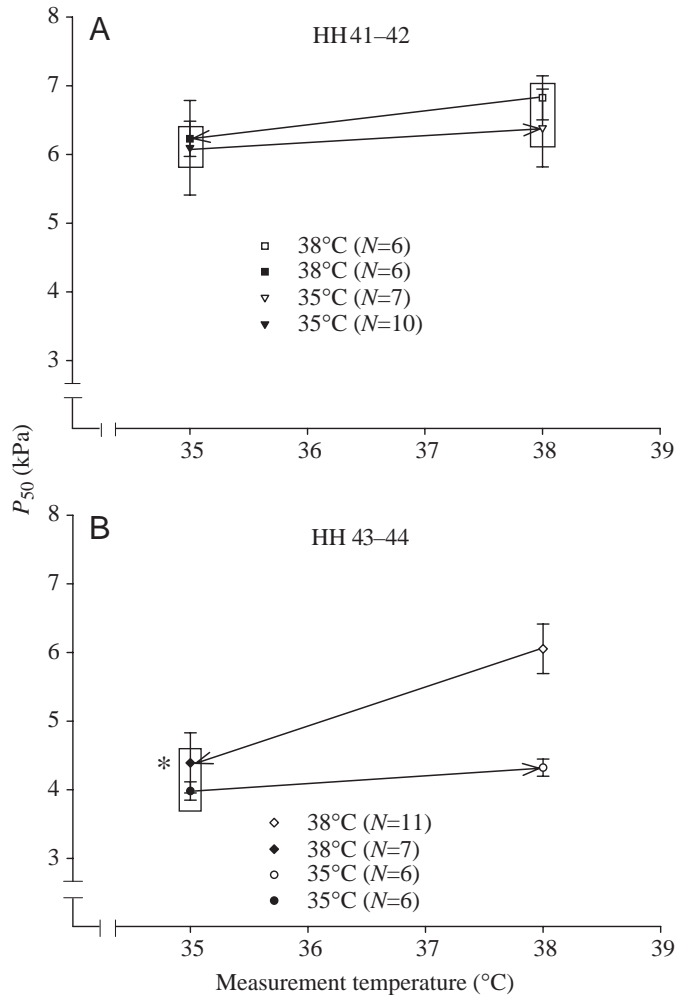 8
A
HH 41–42
7
6
5
38°C (N=6)
38°C (N=6)
4
35°C (N=7)
35°C (N=10)
3
35 36 37 38 39
P50 (kPa)
8
B
HH 43–44
7
6
5
*
4
38°C (N=11)
38°C (N=7)
3
35°C (N=6)
35°C (N=6)
35 36 37 38 39
Measurement temperature (°C)